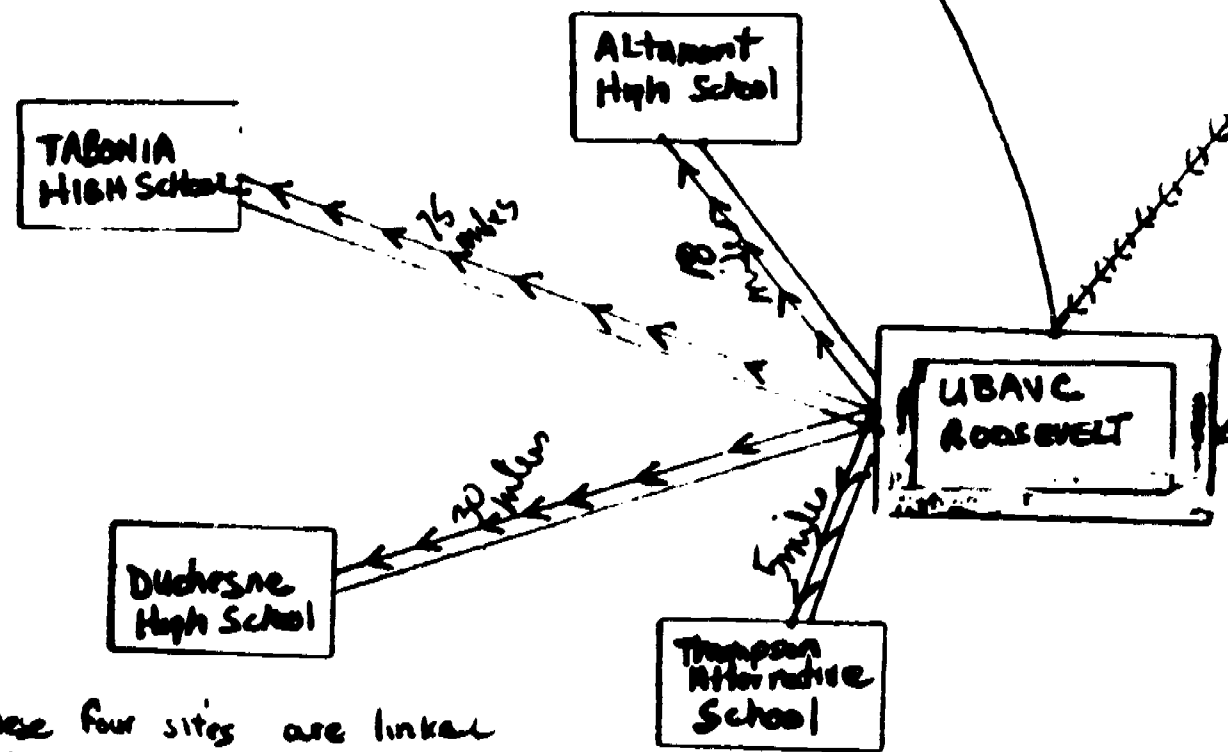 ALtamont
High School
TABONIA
HIGH School
75
miles
UBAVC
ROOSEVELT
30
miles
5 mile
Duchesne
High School
Thompson
Alternative
School
four sites are linked